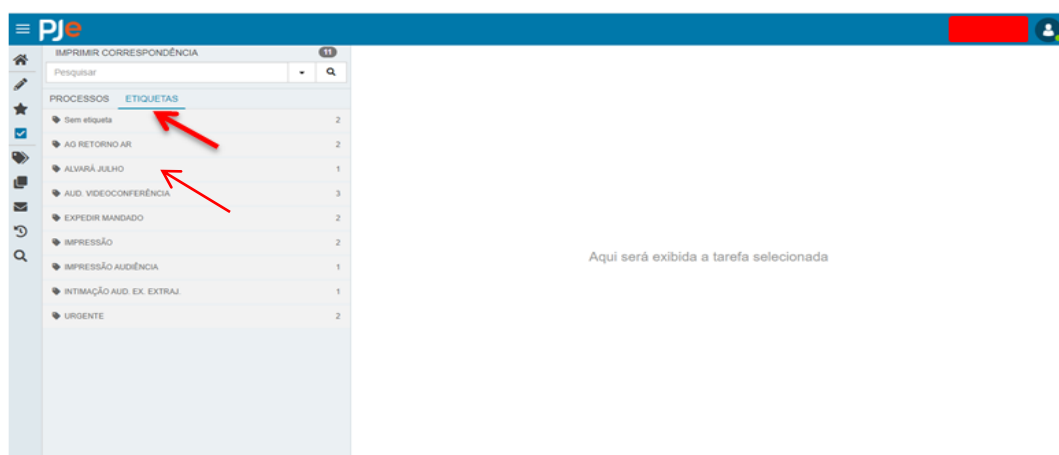 PJe
IMPRIMIR CORRESPONDÊNCIA 11
Pesquisar
PROCESSOS ETIQUETAS
Sem etiqueta 2
AG RETORNO AR 2
ALVARÁ JULHO 1
AUD. VIDEOCONFERÊNCIA 3
EXPEDIR MANDADO 2
IMPRESSÃO 2
IMPRESSÃO AUDIÊNCIA 1
INTIMAÇÃO AUD. EX. EXTRAJ. 1
URGENTE 2
Aqui será exibida a tarefa selecionada